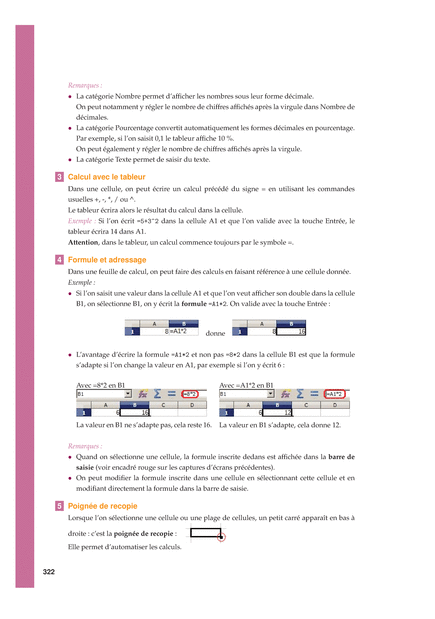 Remarques :
● La catégorie Nombre permet d'afficher les nombres sous leur forme décimale.
On peut notamment y régler le nombre de chiffres affichés après la virgule dans Nombre de
décimales.
● La catégorie Pourcentage convertit automatiquement les formes décimales en pourcentage.
Par exemple, si l'on saisit 0,1 le tableur affiche 10 %.
On peut également y régler le nombre de chiffres affichés après la virgule.
● La catégorie Texte permet de saisir du texte.
3 Calcul avec le tableur
Dans une cellule, on peut écrire un calcul précédé du signe = en utilisant les commandes
usuelles +, -, *, / ou ^.
Le tableur écrira alors le résultat du calcul dans la cellule.
Exemple : Si l'on écrit =5+3^2 dans la cellule A1 et que l'on valide avec la touche Entrée, le
tableur écrira 14 dans A1.
Attention, dans le tableur, un calcul commence toujours par le symbole =.
4 Formule et adressage
Dans une feuille de calcul, on peut faire des calculs en faisant référence à une cellule donnée.
Exemple :
● Si l'on saisit une valeur dans la cellule A1 et que l'on veut afficher son double dans la cellule
B1, on sélectionne B1, on y écrit la formule =A1*2. On valide avec la touche Entrée :
A B
1 8 =A1*2
donne
A B
1 8 16
● L'avantage d'écrire la formule =A1*2 et non pas =8*2 dans la cellule B1 est que la formule
s'adapte si l'on change la valeur en A1, par exemple si l'on y écrit 6 :
Avec =8*2 en B1
B1 =8*2
A B C D
1 6 16
La valeur en B1 ne s'adapte pas, cela reste 16.
Avec =A1*2 en B1
B1 =A1*2
A B C D
1 6 12
La valeur en B1 s'adapte, cela donne 12.
Remarques :
● Quand on sélectionne une cellule, la formule inscrite dedans est affichée dans la barre de
saisie (voir encadré rouge sur les captures d'écrans précédentes).
● On peut modifier la formule inscrite dans une cellule en sélectionnant cette cellule et en
modifiant directement la formule dans la barre de saisie.
5 Poignée de recopie
Lorsque l'on sélectionne une cellule ou une plage de cellules, un petit carré apparaît en bas à
droite : c'est la poignée de recopie :
Elle permet d'automatiser les calculs.
322